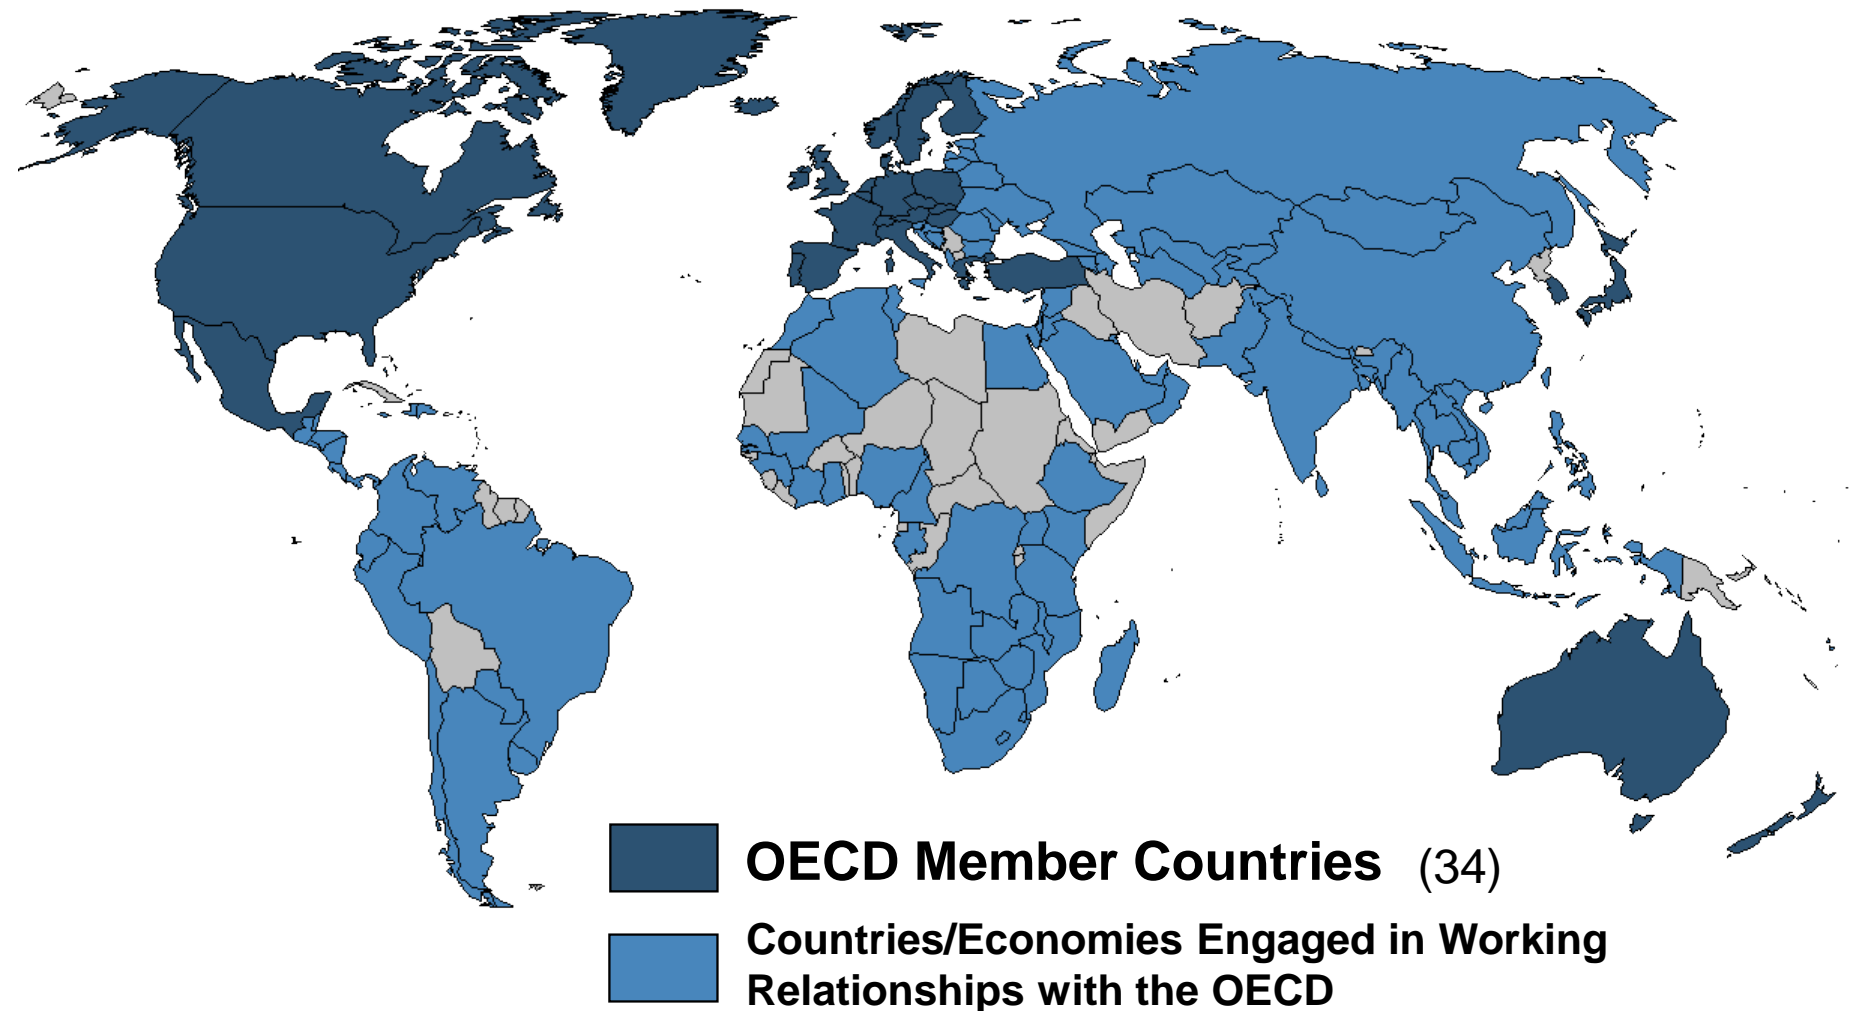 OECD Member Countries (34)
Countries/Economies Engaged in Working
Relationships with the OECD